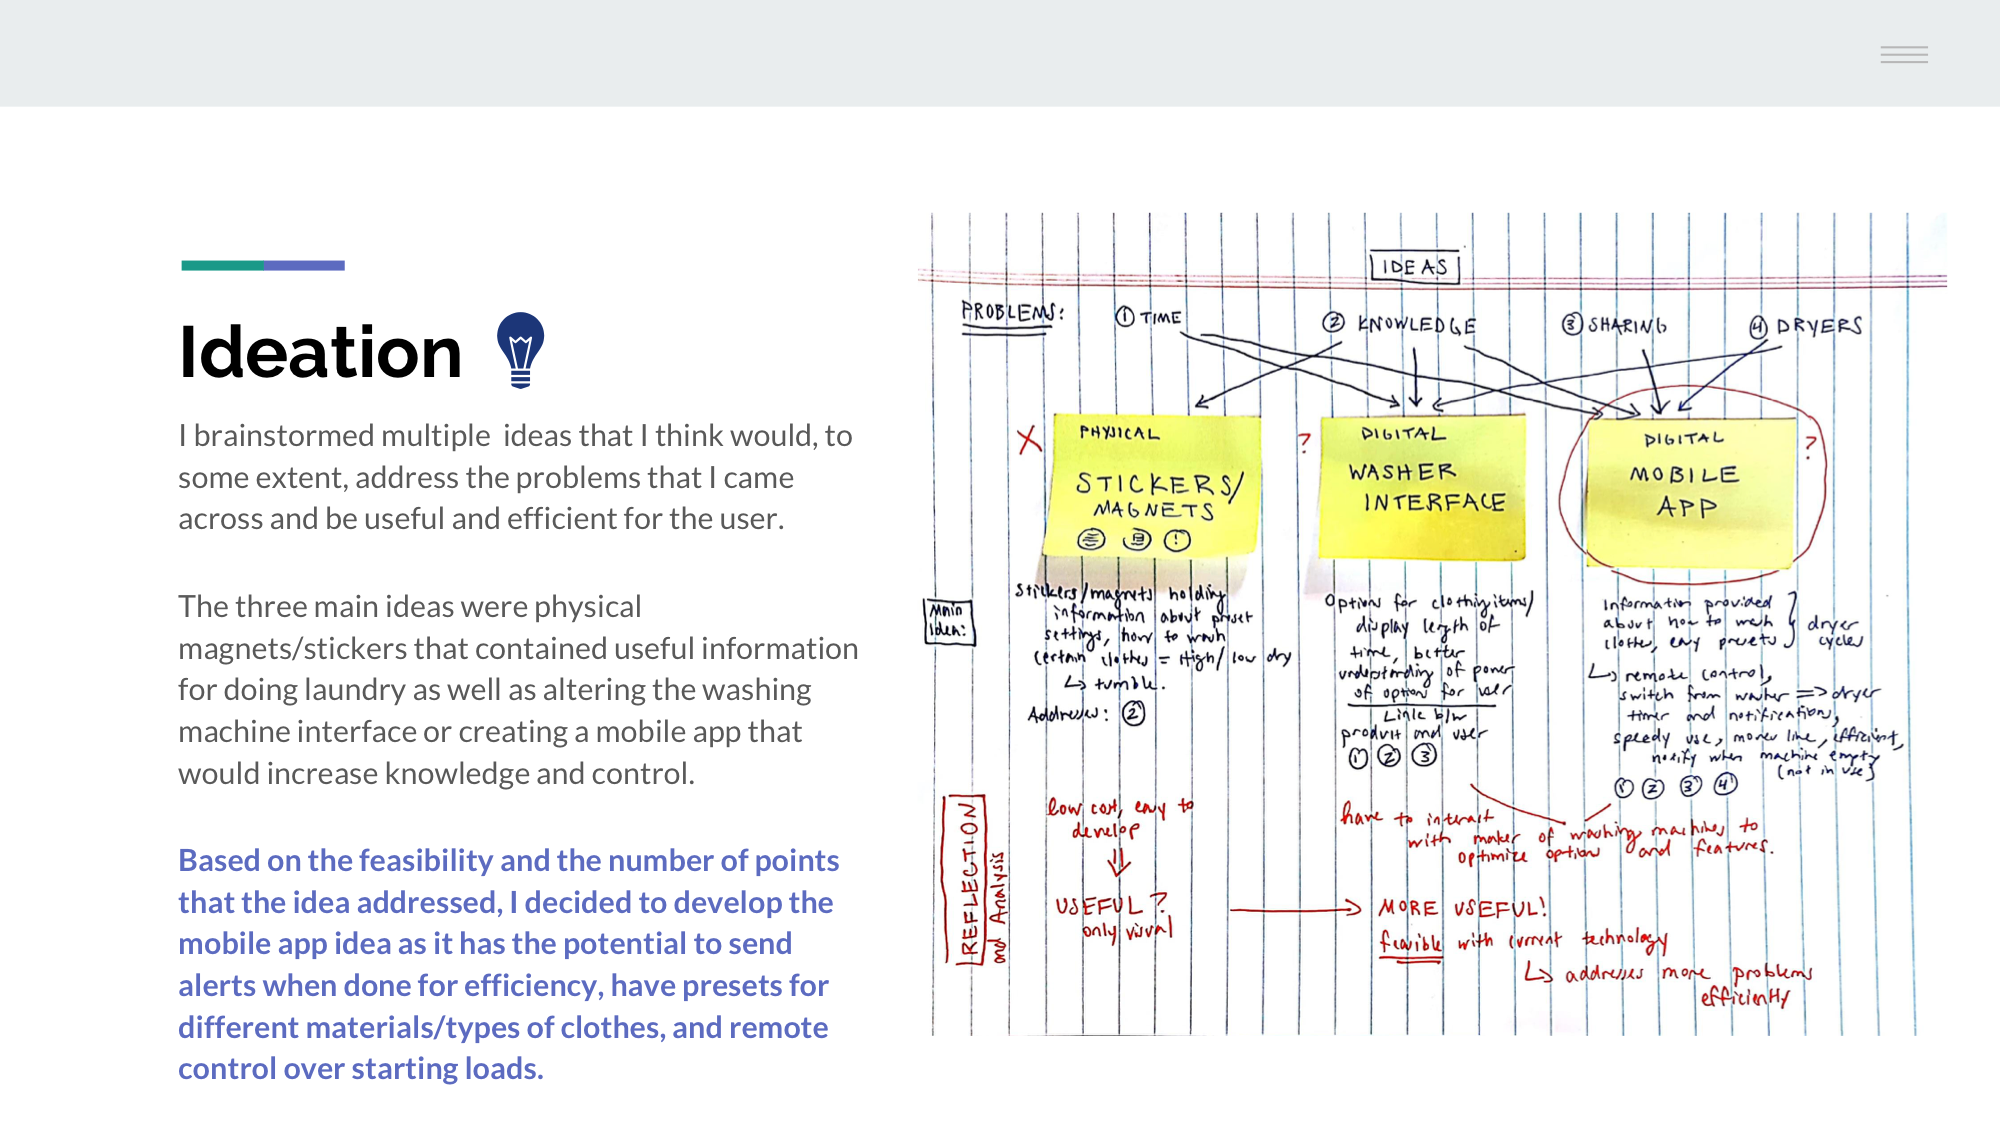 Ideation
I brainstormed multiple ideas that I think would, to
some extent, address the problems that I came
across and be useful and efficient for the user.
The three main ideas were physical
magnets/stickers that contained useful information
for doing laundry as well as altering the washing
machine interface or creating a mobile app that
would increase knowledge and control.
Based on the feasibility and the number of points
that the idea addressed, I decided to develop the
mobile app idea as it has the potential to send
alerts when done for efficiency, have presets for
different materials/types of clothes, and remote
control over starting loads.
IDEAS
PROBLEMS: ① TIME ② KNOWLEDGE ③ SHARING ④ DRYERS
X PHYSICAL
STICKERS/
MAGNETS
? DIGITAL
WASHER
INTERFACE
DIGITAL ?
MOBILE
APP
Main
Idea:
Stickers/magnets holding
information about preset
settings, how to wash
certain clothes = High/low dry
↳ tumble.
Addresses: ②
Options for clothing items/
display length of
time, better
understanding of power
of option for user
Link b/w
product and user
① ② ③
Information provided
about how to wash
clothes, easy presets } dryer
cycles
↳ remote control,
switch from washer => dryer
timer and notifications,
speedy use, money line, efficient,
notify when machine empty
(not in use)
① ② ③ ④
REFLECTION
and Analysis
low cost, easy to
develop
USEFUL?
only visual
have to interact
with maker of washing machines to
optimize option and features.
MORE USEFUL!
feasible with current technology
↳ addresses more problems
efficiently